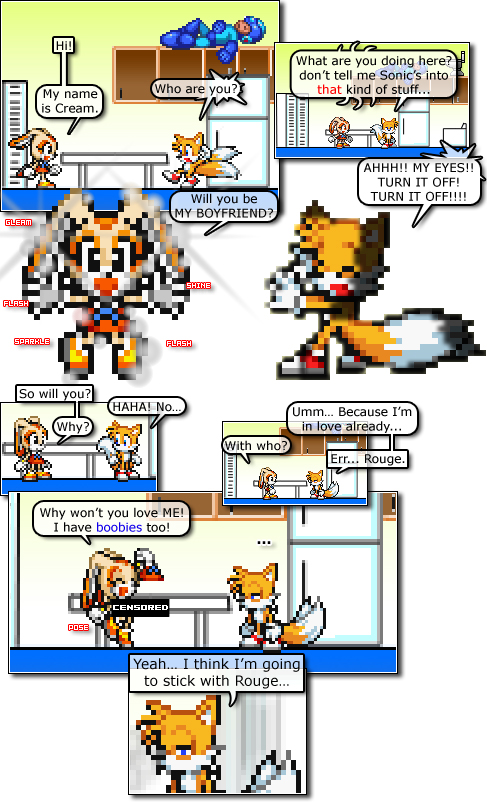 Hi!
My name
is Cream.
Who are you?
What are you doing here?
don't tell me Sonic's into
that kind of stuff...
Will you be
MY BOYFRIEND?
AHHH!! MY EYES!!
TURN IT OFF!
TURN IT OFF!!!!
GLEAM
SHINE
FLASH
SPARKLE
FLASH
So will you?
Why?
HAHA! No...
Umm... Because I'm
in love already...
With who?
Err... Rouge.
Why won't you love ME!
I have boobies too!
...
CENSORED
POSE
Yeah... I think I'm going
to stick with Rouge...